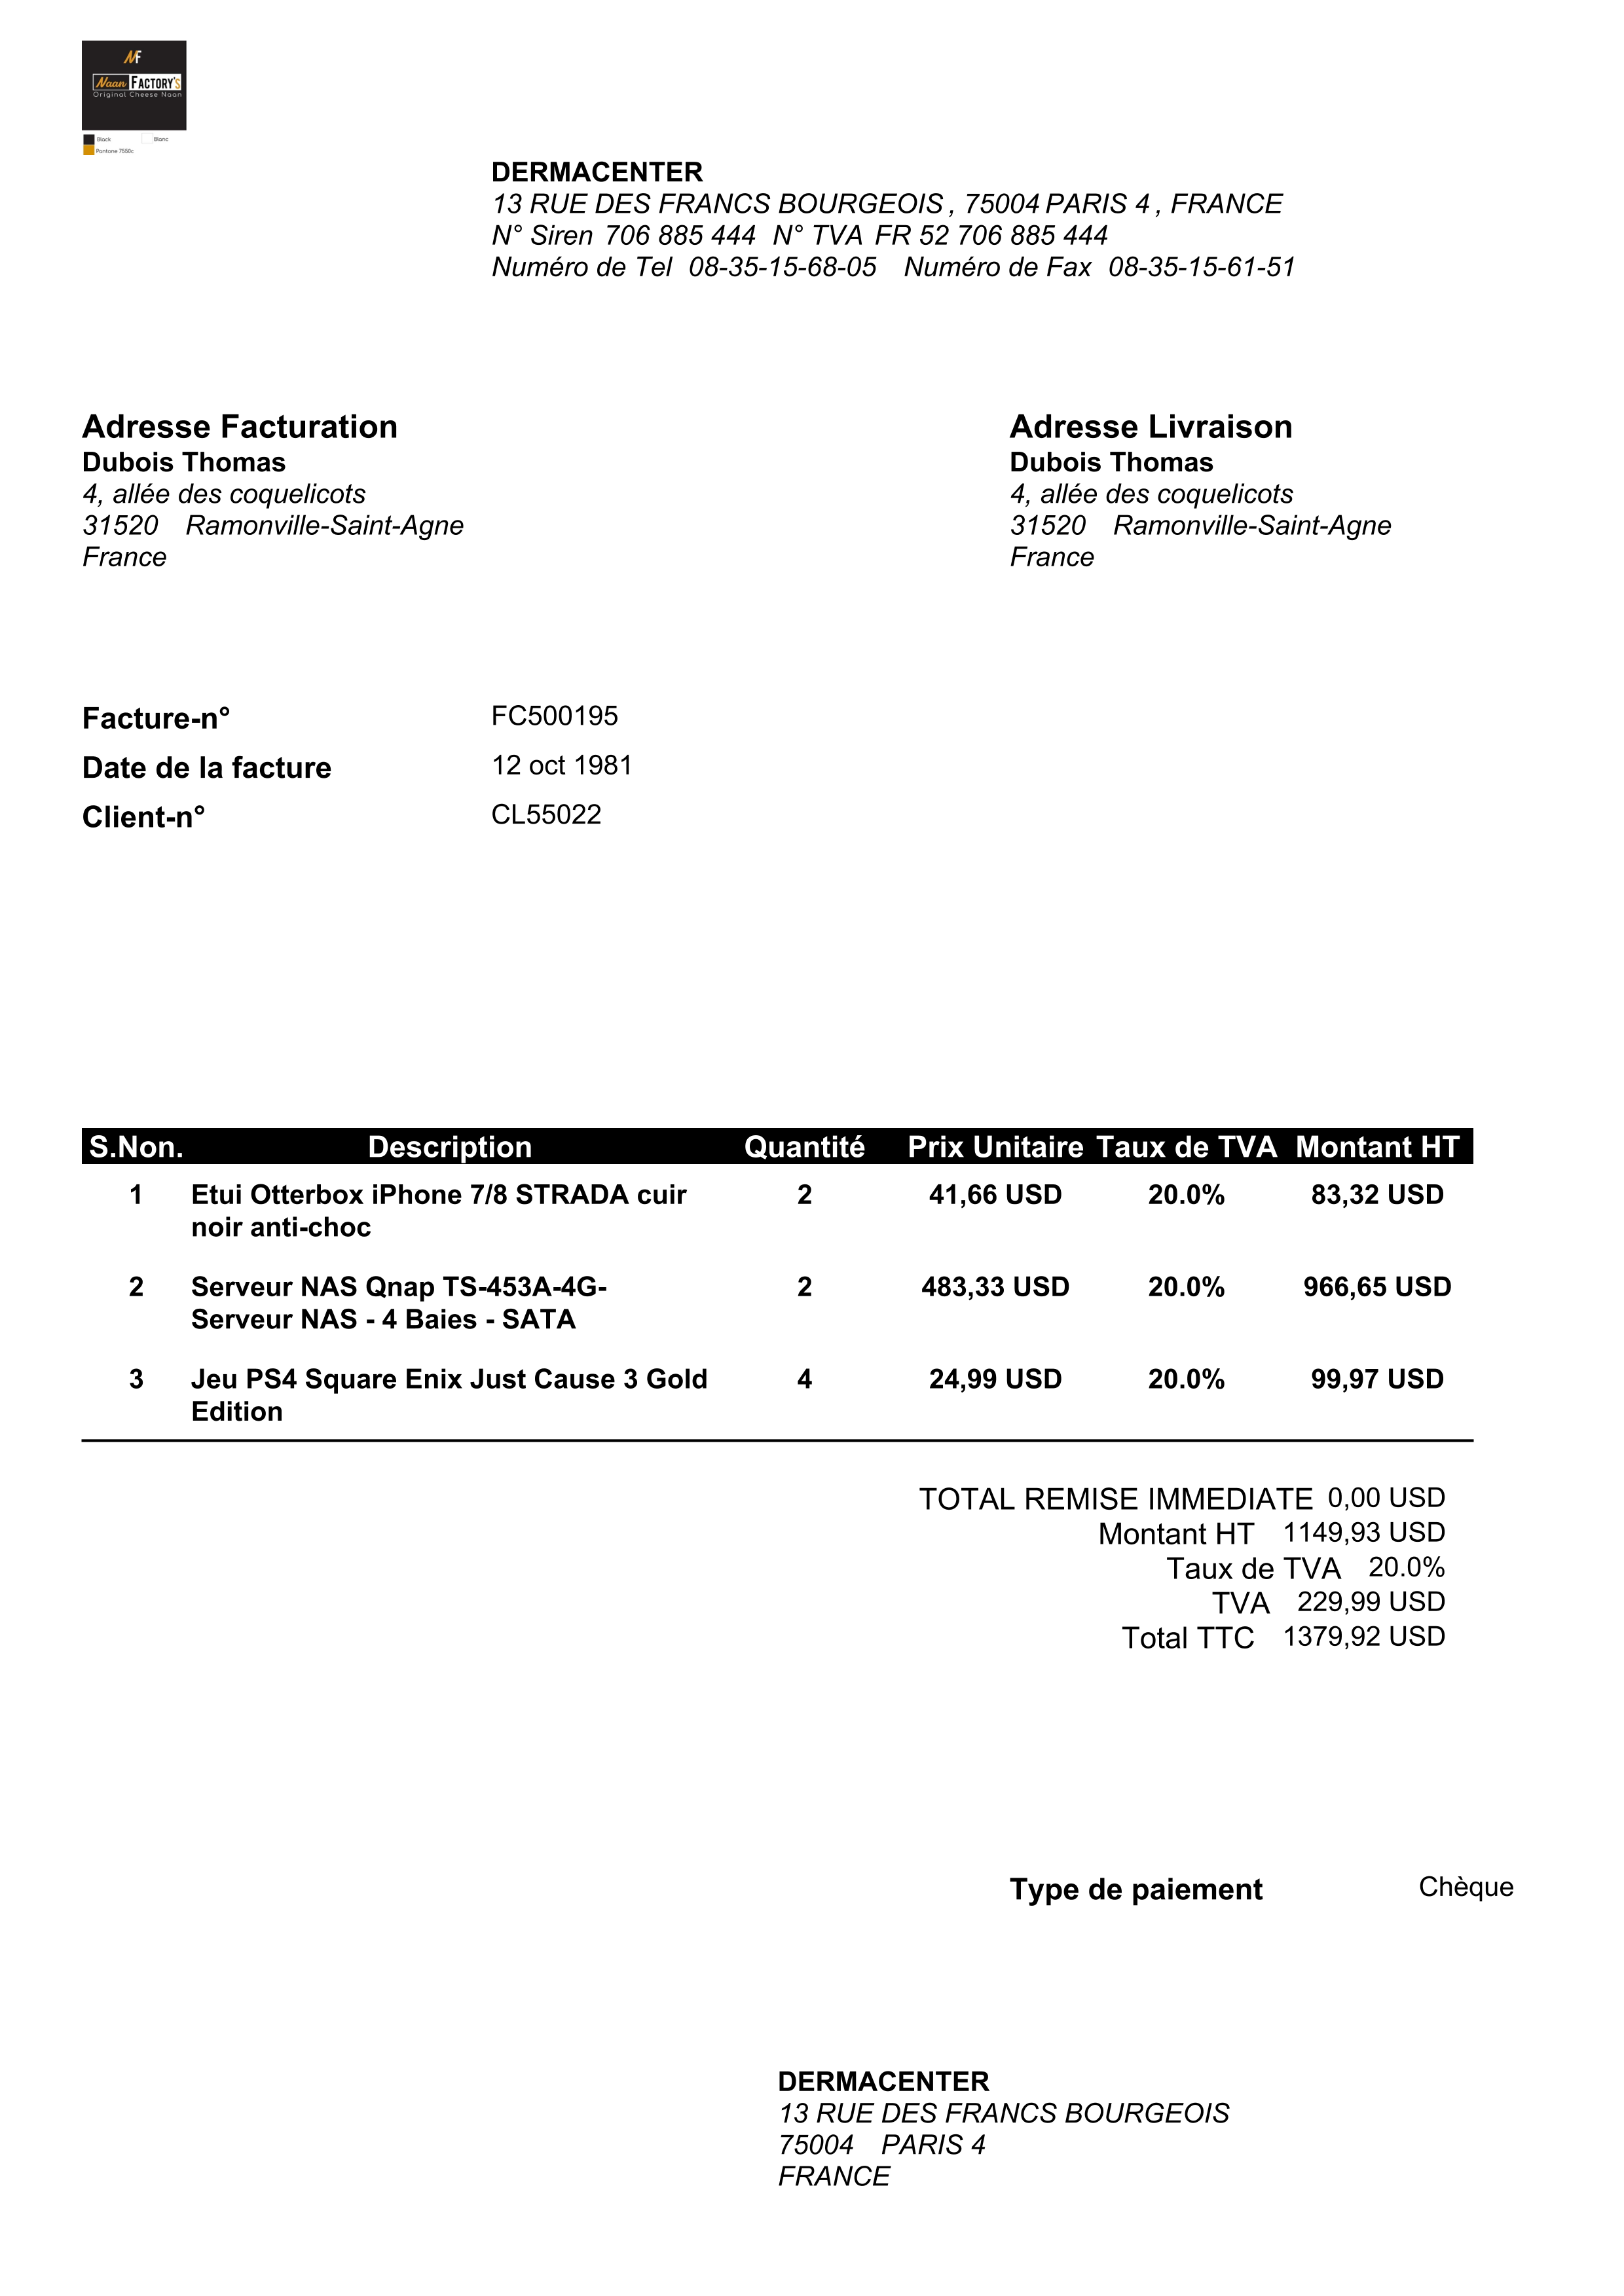 MF
Naan FACTORY'S
Original Cheese Naan
Black Blanc
Pantone 7550c
DERMACENTER
13 RUE DES FRANCS BOURGEOIS , 75004 PARIS 4 , FRANCE
N° Siren 706 885 444 N° TVA FR 52 706 885 444
Numéro de Tel 08-35-15-68-05 Numéro de Fax 08-35-15-61-51
Adresse Facturation
Dubois Thomas
4, allée des coquelicots
31520 Ramonville-Saint-Agne
France
Adresse Livraison
Dubois Thomas
4, allée des coquelicots
31520 Ramonville-Saint-Agne
France
Facture-n° FC500195
Date de la facture 12 oct 1981
Client-n° CL55022
S.Non. Description Quantité Prix Unitaire Taux de TVA Montant HT
1 Etui Otterbox iPhone 7/8 STRADA cuir 2 41,66 USD 20.0% 83,32 USD
noir anti-choc
2 Serveur NAS Qnap TS-453A-4G- 2 483,33 USD 20.0% 966,65 USD
Serveur NAS - 4 Baies - SATA
3 Jeu PS4 Square Enix Just Cause 3 Gold 4 24,99 USD 20.0% 99,97 USD
Edition
TOTAL REMISE IMMEDIATE 0,00 USD
Montant HT 1149,93 USD
Taux de TVA 20.0%
TVA 229,99 USD
Total TTC 1379,92 USD
Type de paiement Chèque
DERMACENTER
13 RUE DES FRANCS BOURGEOIS
75004 PARIS 4
FRANCE